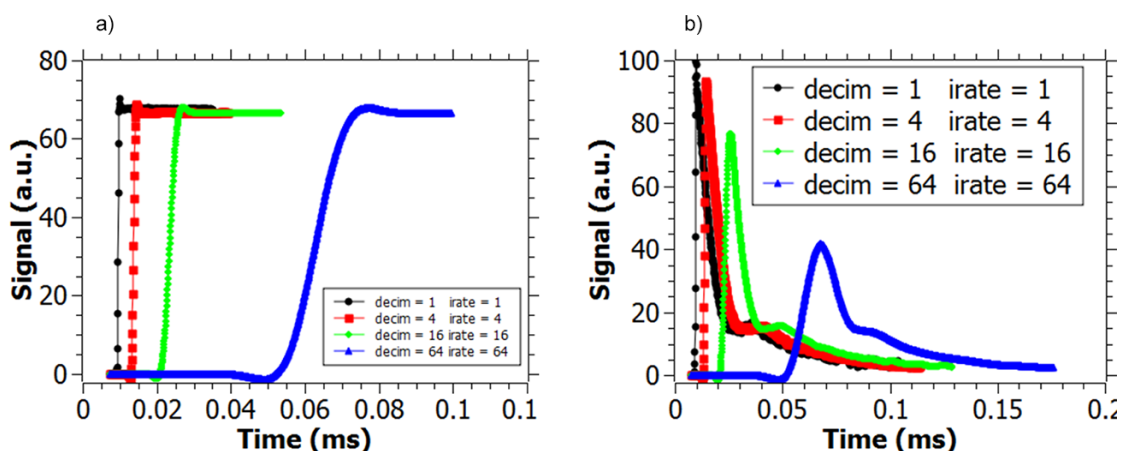 a)
b)
80
60
40
20
0
Signal (a.u.)
decim = 1 irate = 1
decim = 4 irate = 4
decim = 16 irate = 16
decim = 64 irate = 64
0 0.02 0.04 0.06 0.08 0.1 0.1
Time (ms)
100
80
60
40
20
0
Signal (a.u.)
decim = 1 irate = 1
decim = 4 irate = 4
decim = 16 irate = 16
decim = 64 irate = 64
0 0.05 0.1 0.15 0.2
Time (ms)